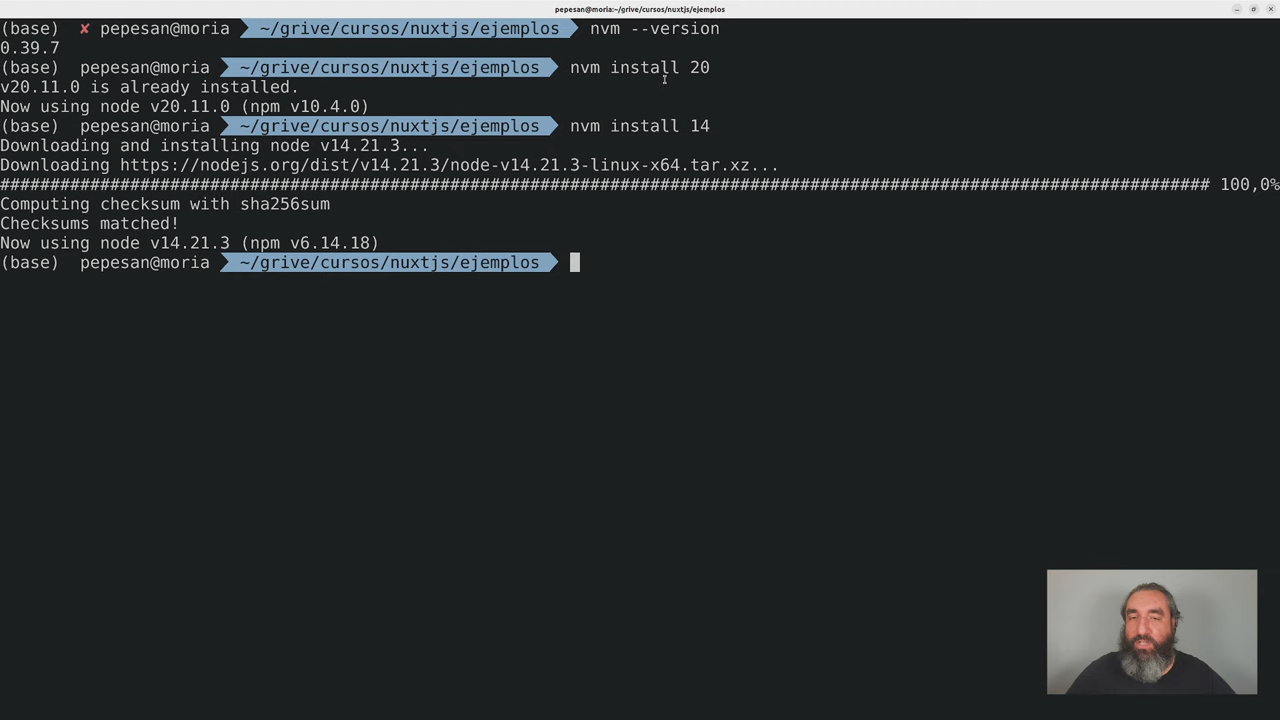 pepesan@moria:~/grive/cursos/nuxtjs/ejemplos
(base) ✘ pepesan@moria ~/grive/cursos/nuxtjs/ejemplos nvm --version
0.39.7
(base) pepesan@moria ~/grive/cursos/nuxtjs/ejemplos nvm install 20
v20.11.0 is already installed.
Now using node v20.11.0 (npm v10.4.0)
(base) pepesan@moria ~/grive/cursos/nuxtjs/ejemplos nvm install 14
Downloading and installing node v14.21.3...
Downloading https://nodejs.org/dist/v14.21.3/node-v14.21.3-linux-x64.tar.xz...
######################################################################################################################### 100,0%
Computing checksum with sha256sum
Checksums matched!
Now using node v14.21.3 (npm v6.14.18)
(base) pepesan@moria ~/grive/cursos/nuxtjs/ejemplos